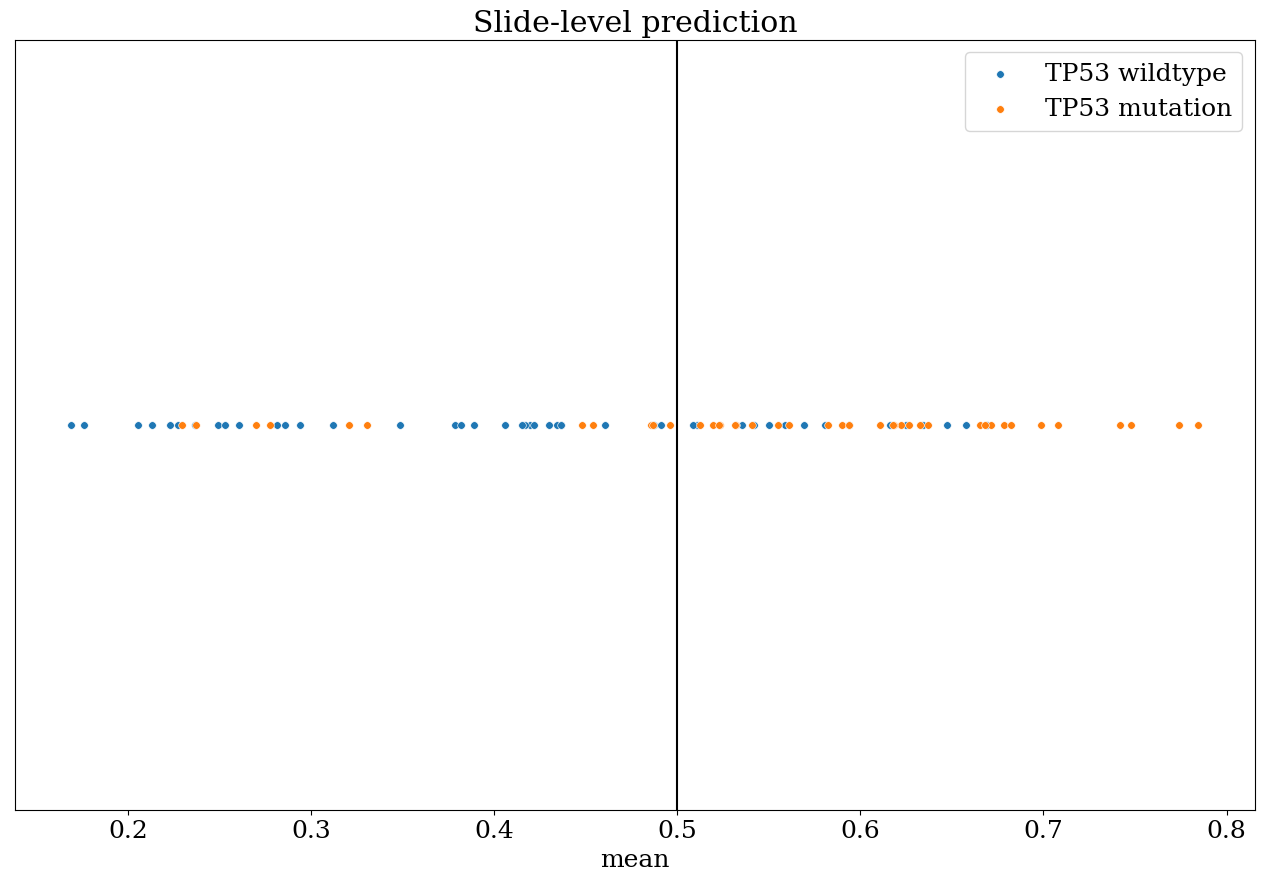 Slide-level prediction
TP53 wildtype
TP53 mutation
0.2 0.3 0.4 0.5 0.6 0.7 0.8
mean